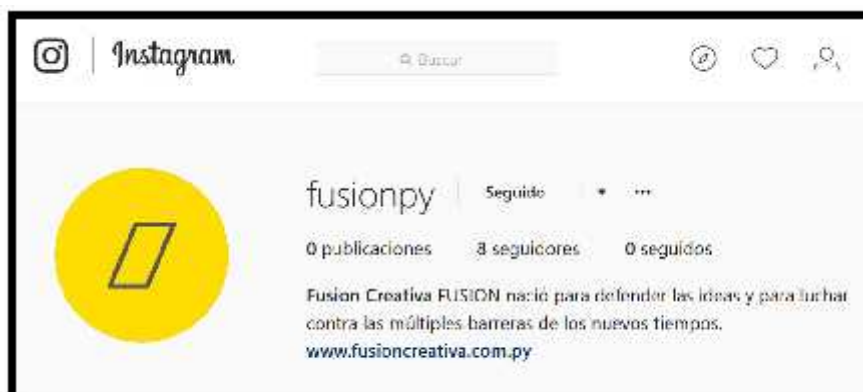 Instagram
Buscar
fusionpy Seguido
0 publicaciones 8 seguidores 0 seguidos
Fusion Creativa FUSION nació para defender las ideas y para luchar
contra las múltiples barreras de los nuevos tiempos.
www.fusioncreativa.com.py